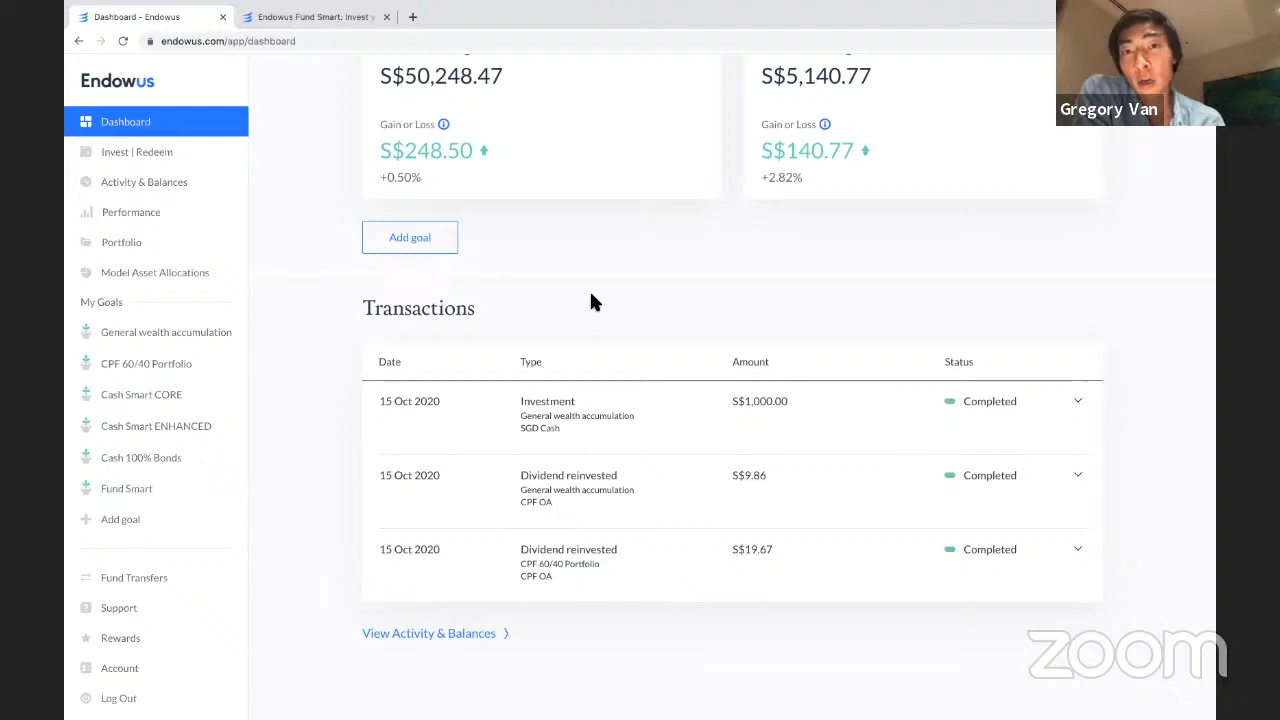 Dashboard - Endowus
Endowus Fund Smart: Invest y
endowus.com/app/dashboard
Gregory Van
Endowus
Dashboard
Invest | Redeem
Activity & Balances
Performance
Portfolio
Model Asset Allocations
My Goals
General wealth accumulation
CPF 60/40 Portfolio
Cash Smart CORE
Cash Smart ENHANCED
Cash 100% Bonds
Fund Smart
Add goal
Fund Transfers
Support
Rewards
Account
Log Out
S$50,248.47
Gain or Loss
S$248.50
+0.50%
S$5,140.77
Gain or Loss
S$140.77
+2.82%
Add goal
Transactions
Date Type Amount Status
15 Oct 2020 Investment S$1,000.00 Completed
General wealth accumulation
SGD Cash
15 Oct 2020 Dividend reinvested S$9.86 Completed
General wealth accumulation
CPF OA
15 Oct 2020 Dividend reinvested S$19.67 Completed
CPF 60/40 Portfolio
CPF OA
View Activity & Balances
zoom